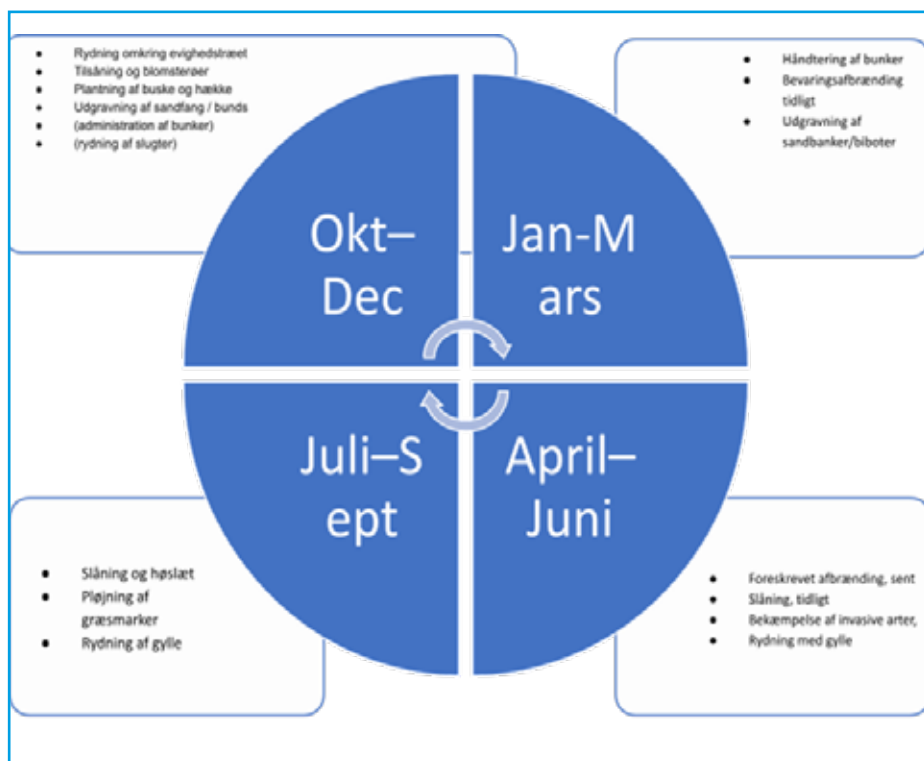 Rydning omkring evighedstræet
Tilsåning og blomsterøer
Plantning af buske og hække
Udgravning af sandfang / bunds
(administration af bunker)
(rydning af slugter)
Håndtering af bunker
Bevaringsafbrænding
tidligt
Udgravning af
sandbanker/biboter
Okt–
Dec
Jan-M
ars
Juli–S
ept
April–
Juni
Slåning og høslæt
Pløjning af
græsmarker
Rydning af gylle
Foreskrevet afbrænding, sent
Slåning, tidligt
Bekæmpelse af invasive arter,
Rydning med gylle